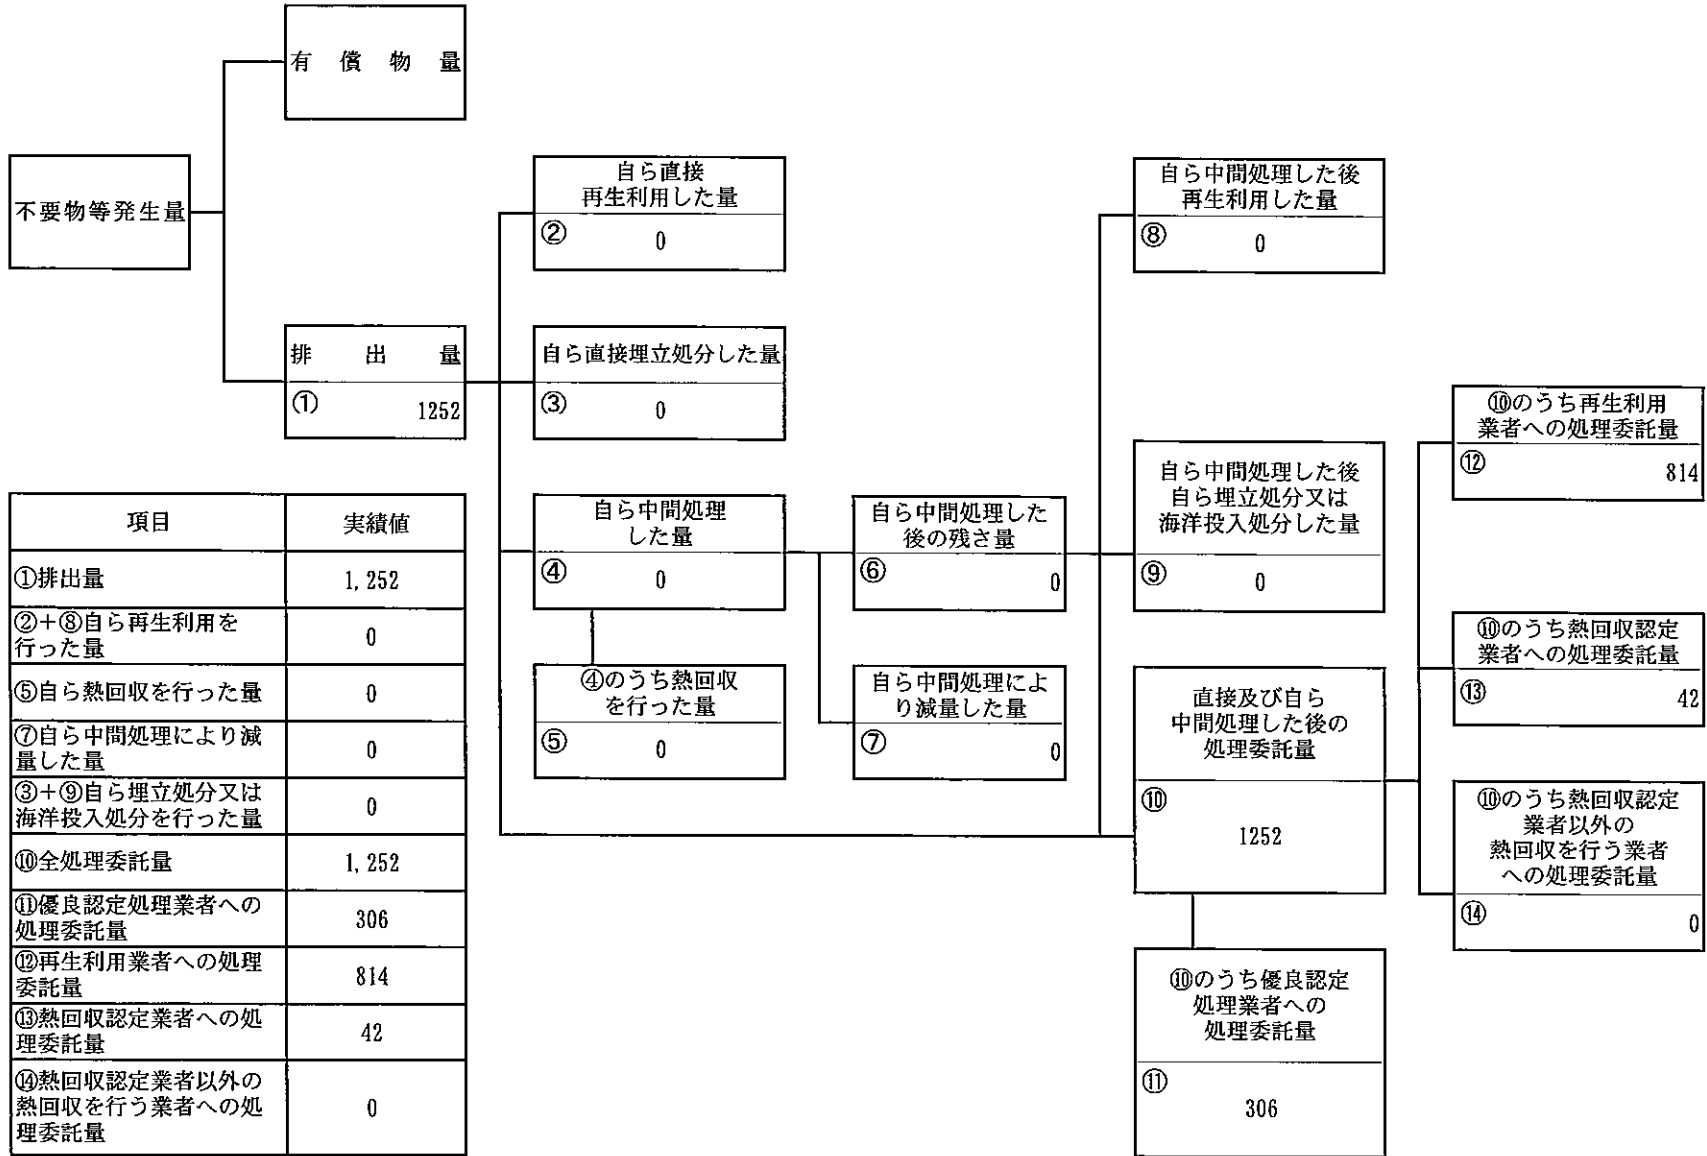 有償物量
不要物等発生量
排出量
① 1252
自ら直接
再生利用した量
② 0
自ら直接埋立処分した量
③ 0
自ら中間処理
した量
④ 0
④のうち熱回収
を行った量
⑤ 0
自ら中間処理した
後の残さ量
⑥ 0
自ら中間処理によ
り減量した量
⑦ 0
自ら中間処理した後
再生利用した量
⑧ 0
自ら中間処理した後
自ら埋立処分又は
海洋投入処分した量
⑨ 0
直接及び自ら
中間処理した後の
処理委託量
⑩
1252
⑩のうち優良認定
処理業者への
処理委託量
⑪
306
⑩のうち再生利用
業者への処理委託量
⑫ 814
⑩のうち熱回収認定
業者への処理委託量
⑬ 42
⑩のうち熱回収認定
業者以外の
熱回収を行う業者
への処理委託量
⑭ 0
項目 実績値
①排出量 1,252
②+⑧自ら再生利用を
行った量 0
⑤自ら熱回収を行った量 0
⑦自ら中間処理により減
量した量 0
③+⑨自ら埋立処分又は
海洋投入処分を行った量 0
⑩全処理委託量 1,252
⑪優良認定処理業者への
処理委託量 306
⑫再生利用業者への処理
委託量 814
⑬熱回収認定業者への処
理委託量 42
⑭熱回収認定業者以外の
熱回収を行う業者への処
理委託量 0